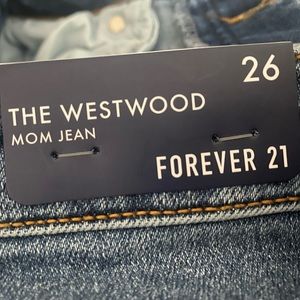 26
THE WESTWOOD
MOM JEAN
FOREVER 21